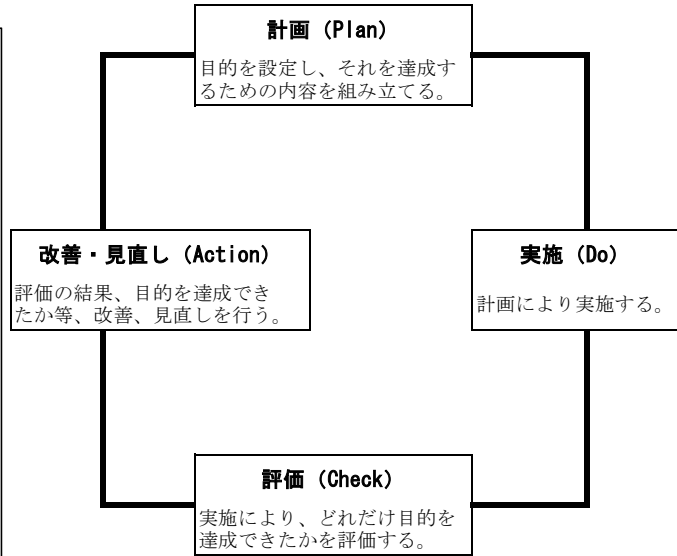 計画（Plan）
目的を設定し、それを達成す
るための内容を組み立てる。
改善・見直し（Action）
評価の結果、目的を達成でき
たか等、改善、見直しを行う。
実施（Do）
計画により実施する。
評価（Check）
実施により、どれだけ目的を
達成できたかを評価する。